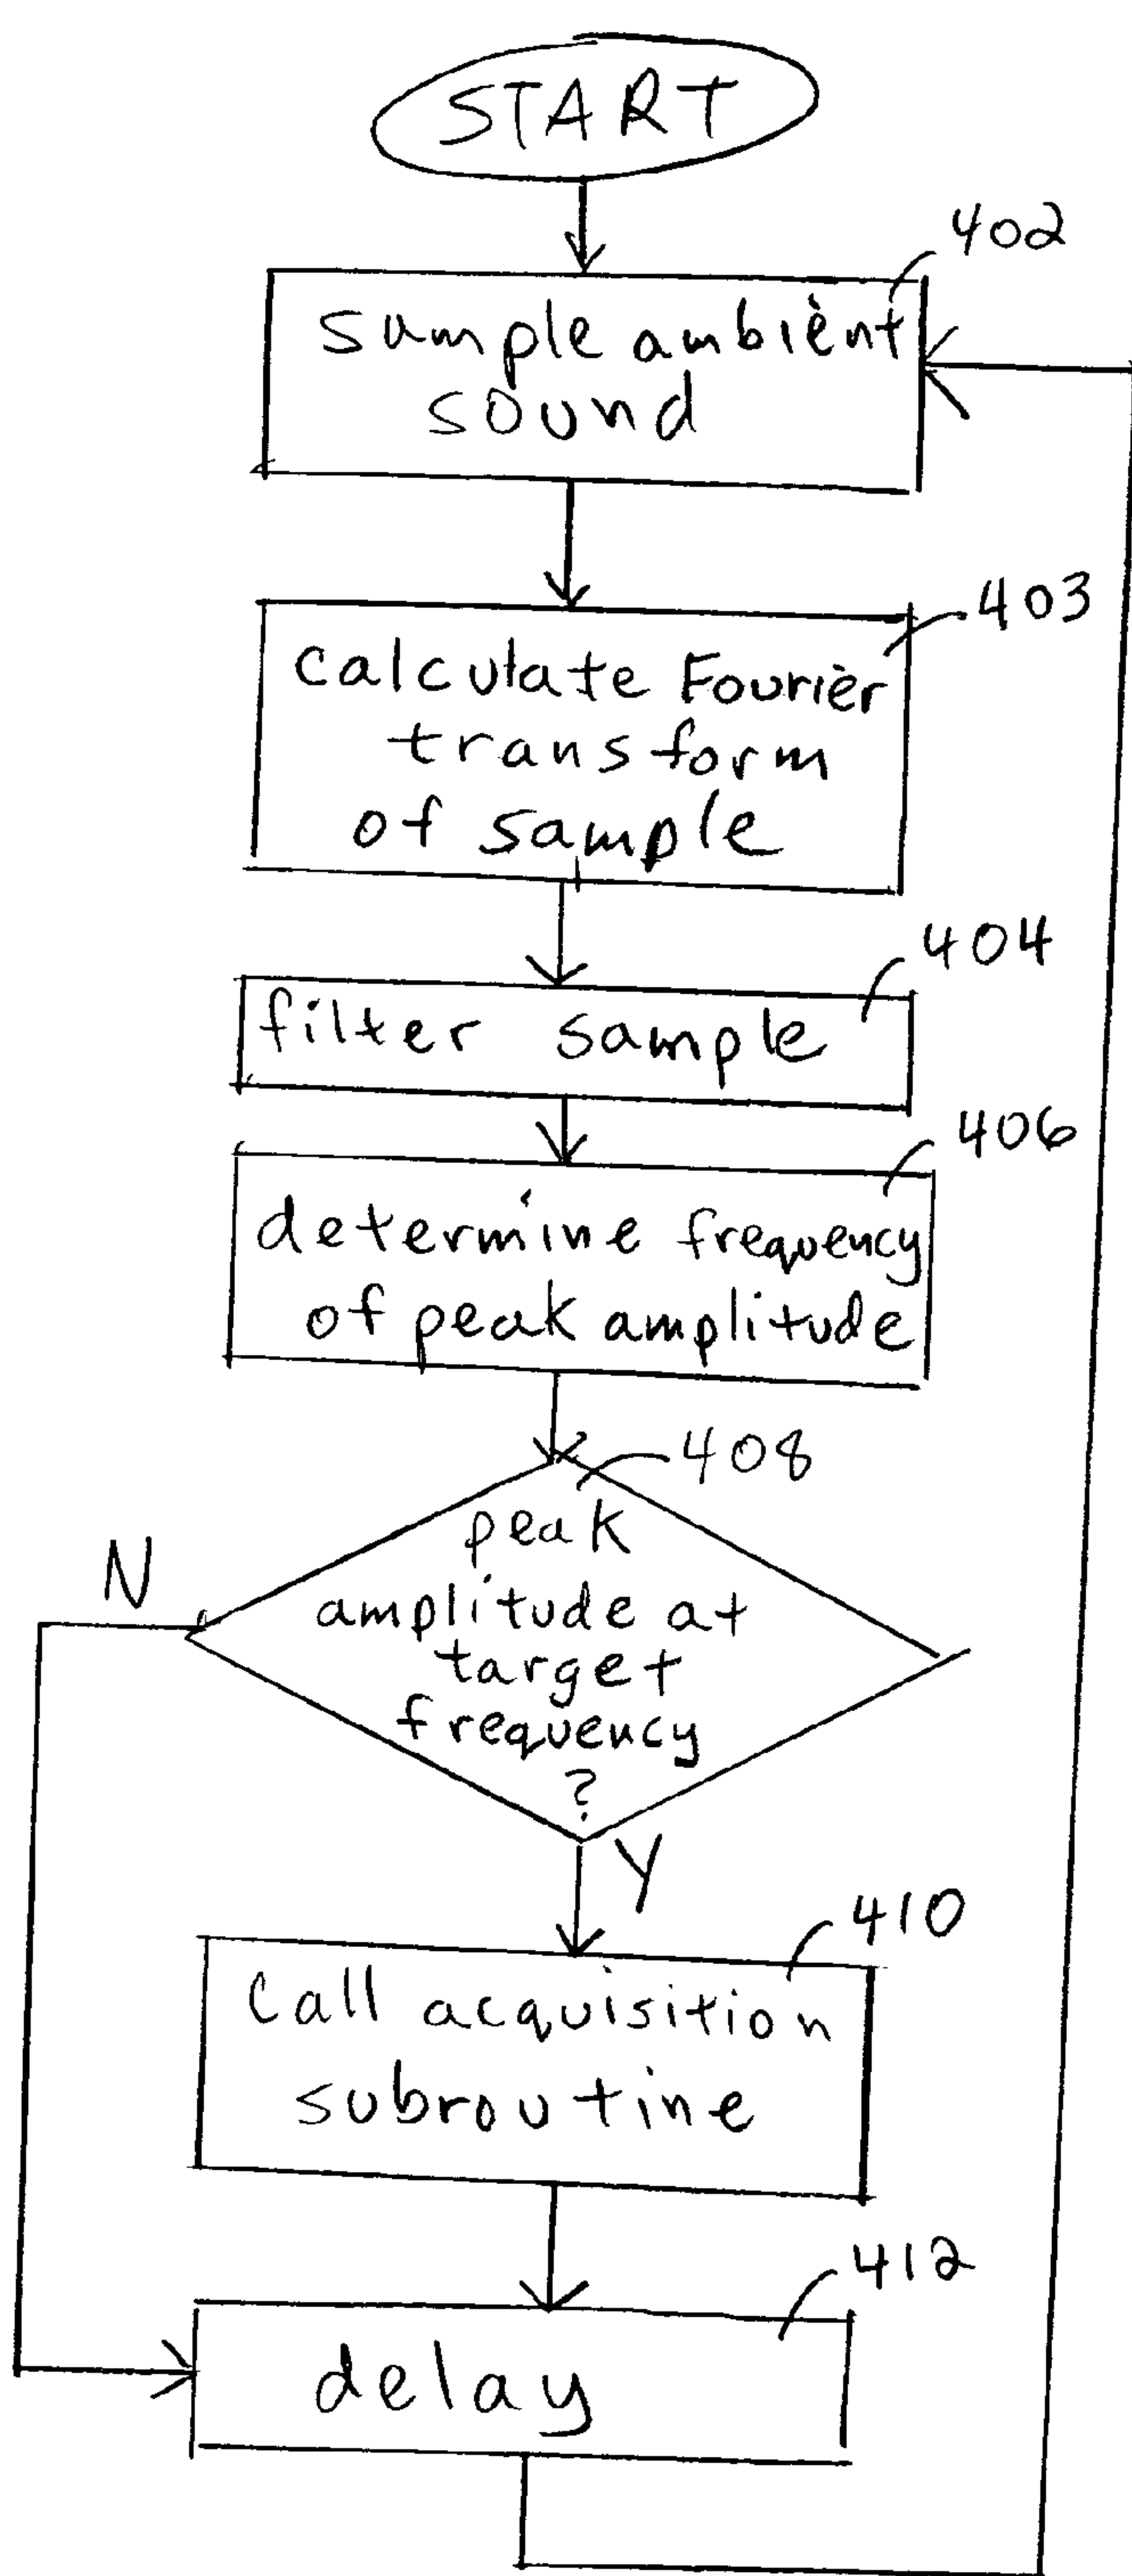 START
402
sample ambient
sound
403
calculate Fourier
transform
of sample
404
filter sample
406
determine frequency
of peak amplitude
408
peak
amplitude at
target
frequency
?
N
Y
410
Call acquisition
subroutine
412
delay